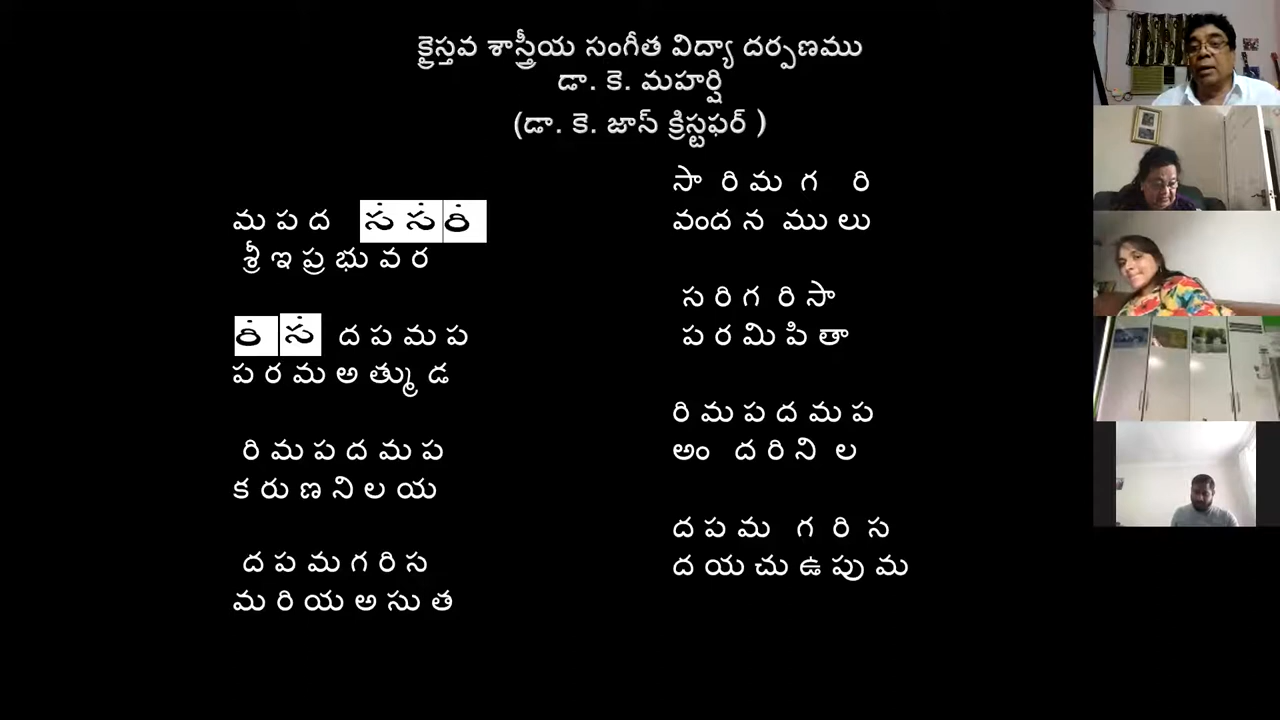 క్రైస్తవ శాస్త్రీయ సంగీత విద్యా దర్పణము
డా. కె. మహర్షి
(డా. కె. జాస్ క్రిస్టఫర్ )
మ ప ద స̇ స̇ రి̇
శ్రీ ఇ ప్ర భు వ ర
రి̇ స̇ ద ప మ ప
ప ర మ అ త్ము డ
రి మ ప ద మ ప
క రు ణ ని ల య
ద ప మ గ రి స
మ రి య అ సు త
సా రి మ గ రి
వంద న ములు
స రి గ రి సా
ప ర మి పి తా
రి మ ప ద మ ప
అం ద రి ని ల
ద ప మ గ రి స
ద య చు ఉ పు మ